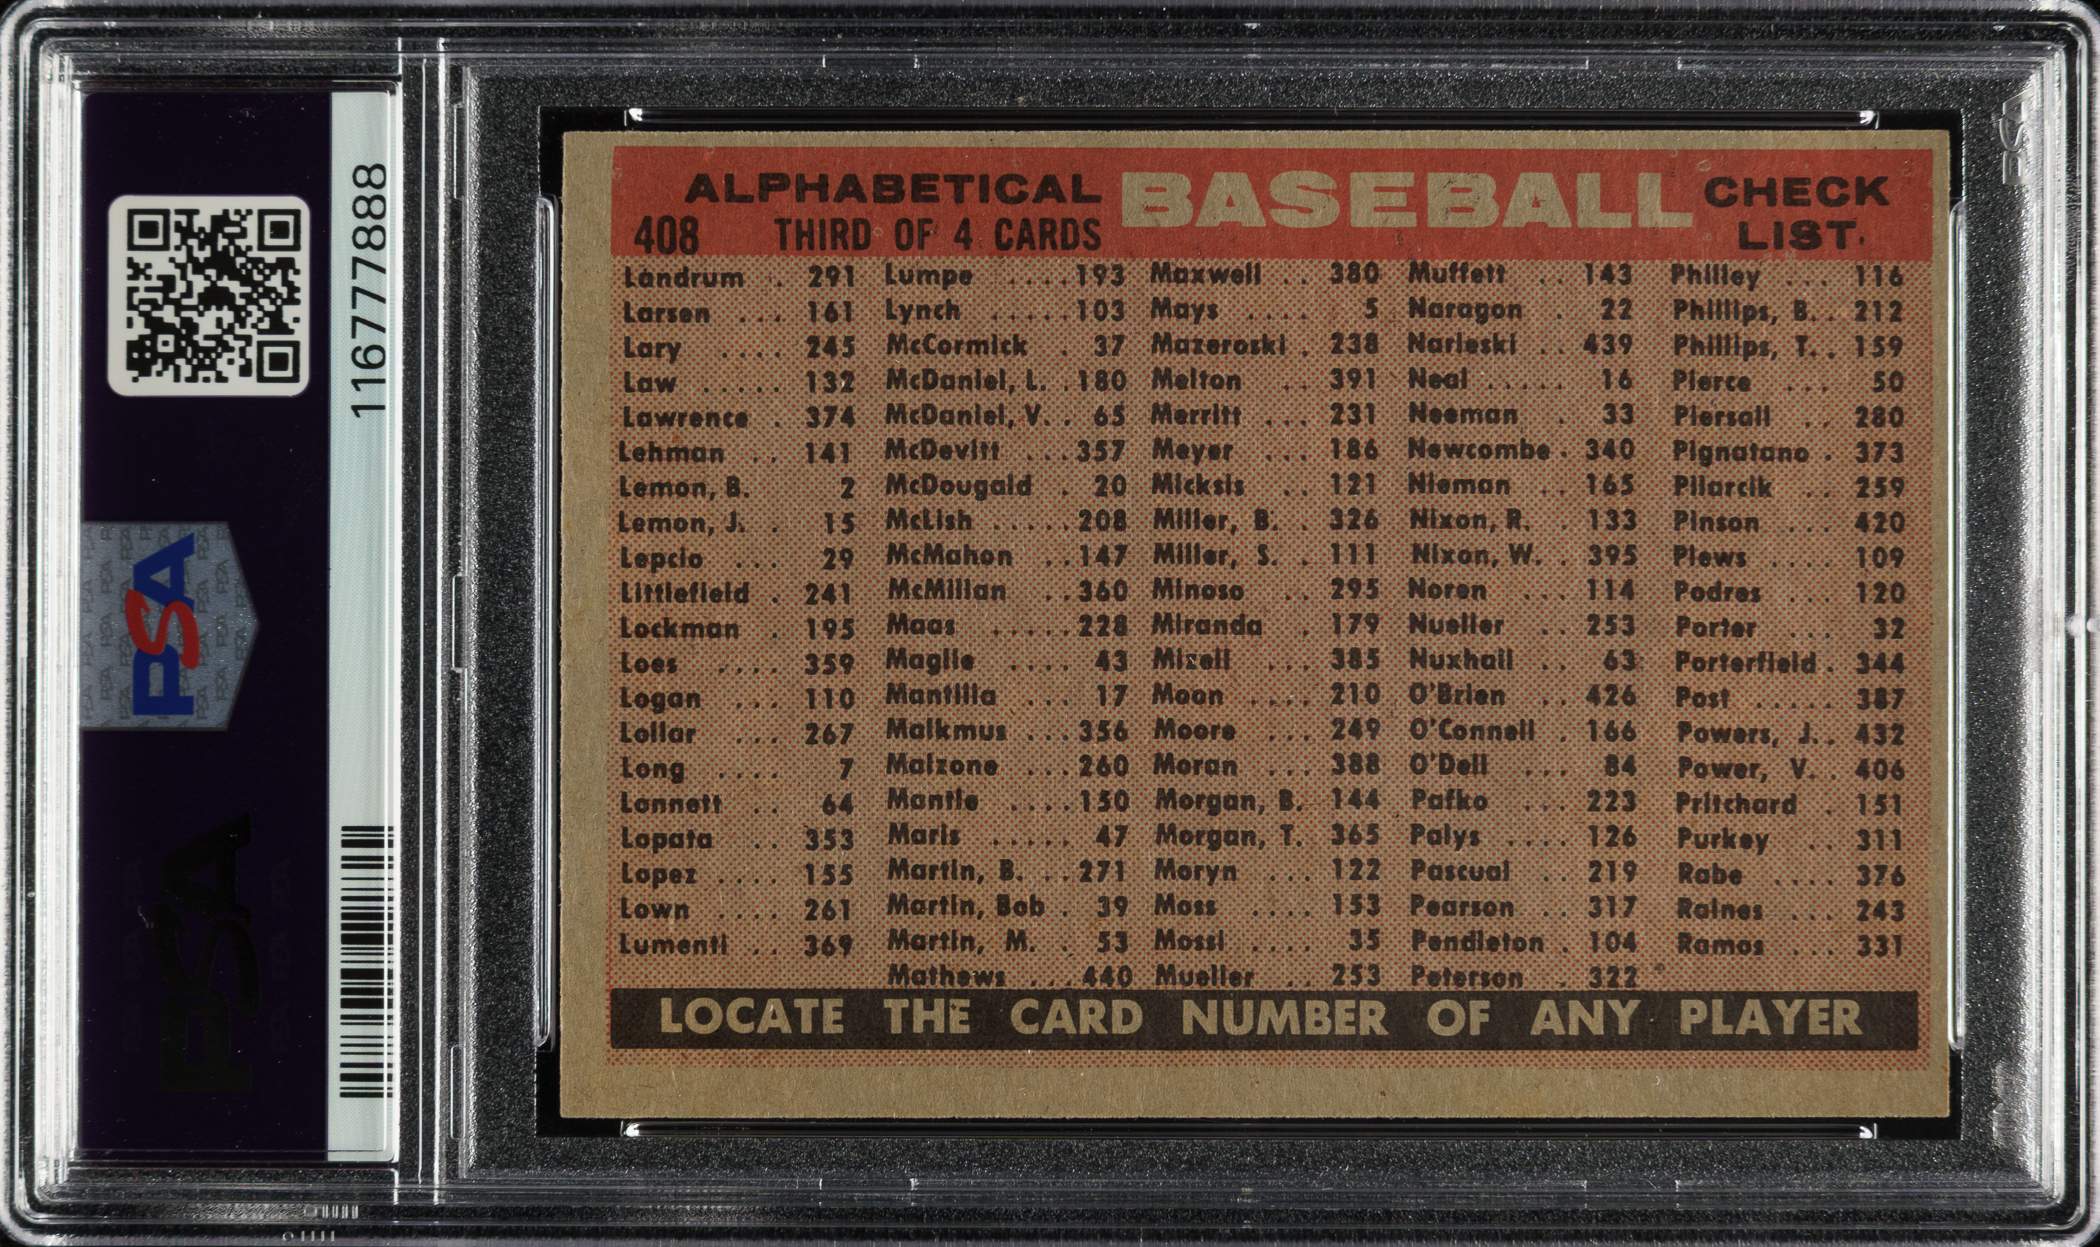 116777888
PSA
PSA
PSA
ALPHABETICAL BASEBALL CHECK
408 THIRD OF 4 CARDS LIST.
Landrum . 291 Lumpe ....193 Maxwell .. 380 Muffett .. 143 Philley ... 116
Larsen ... 161 Lynch .....103 Mays .... 5 Naragon . 22 Phillips, B. . 212
Lary .... 245 McCormick . 37 Mazeroski . 238 Narleski .. 439 Phillips, T. . 159
Law ..... 132 McDaniel, L. . 180 Melton .. 391 Neal ..... 16 Pierce ... 50
Lawrence . 374 McDaniel, V. . 65 Merritt ... 231 Neeman . 33 Piersall .. 280
Lehman .. 141 McDevitt ...357 Meyer ... 186 Newcombe . 340 Pignatano . 373
Lemon, B. 2 McDougald . 20 Micksis .. 121 Nieman .. 165 Pilarcik .. 259
Lemon, J. . 15 McLish .....208 Miller, B. . 326 Nixon, R. . 133 Pinson ... 420
Lepcio ... 29 McMahon ..147 Miller, S. . 111 Nixon, W. . 395 Plews .... 109
Littlefield . 241 McMillan ..360 Minoso .. 295 Noren ... 114 Podres ... 120
Lockman . 195 Maas .....228 Miranda . 179 Nueller .. 253 Porter ... 32
Loes .... 359 Maglie .... 43 Mizell ... 385 Nuxhall .. 63 Porterfield . 344
Logan ... 110 Mantilla ... 17 Moon .... 210 O'Brien .. 426 Post ..... 387
Lollar ... 267 Malkmus ...356 Moore ... 249 O'Connell . 166 Powers, J. . 432
Long .... 7 Malzone ...260 Moran ... 388 O'Dell ... 84 Power, V. . 406
Lonnett .. 64 Mantle ....150 Morgan, B. 144 Pafko ... 223 Pritchard . 151
Lopata .. 353 Maris ..... 47 Morgan, T. 365 Palys .... 126 Purkey .. 311
Lopez .... 155 Martin, B. ..271 Moryn ... 122 Pascual .. 219 Rabe .... 376
Lown .... 261 Martin, Bob . 39 Moss .... 153 Pearson .. 317 Raines ... 243
Lumenti .. 369 Martin, M. . 53 Mossi .... 35 Pendleton . 104 Ramos ... 331
Mathews ...440 Mueller .. 253 Peterson . 322
LOCATE THE CARD NUMBER OF ANY PLAYER